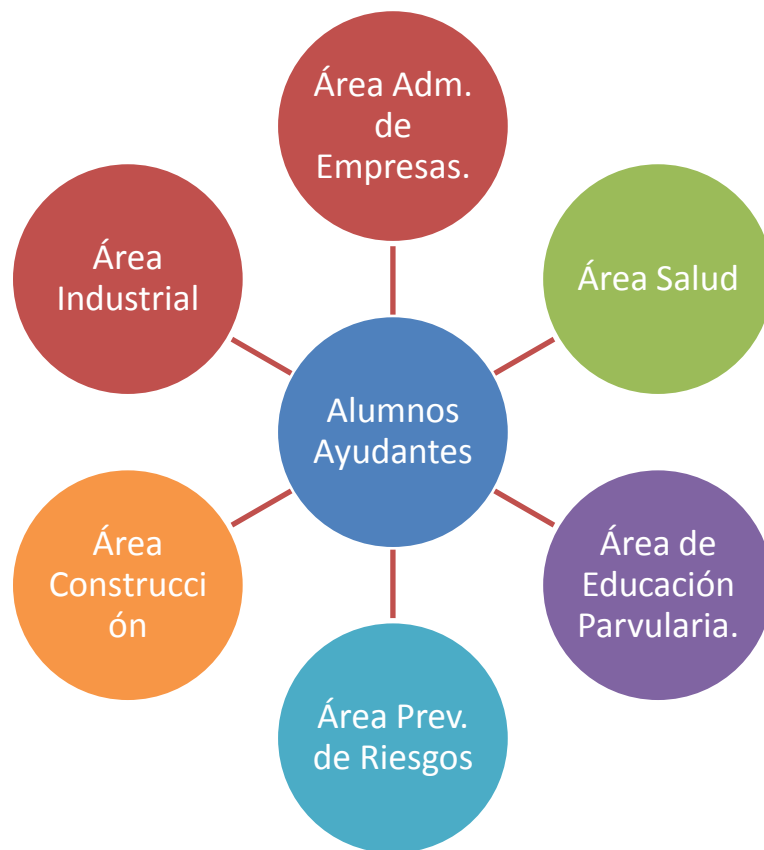 Área Adm.
de
Empresas.
Área Salud
Área de
Educación
Parvularia.
Área Prev.
de Riesgos
Área
Construcci
ón
Área
Industrial
Alumnos
Ayudantes